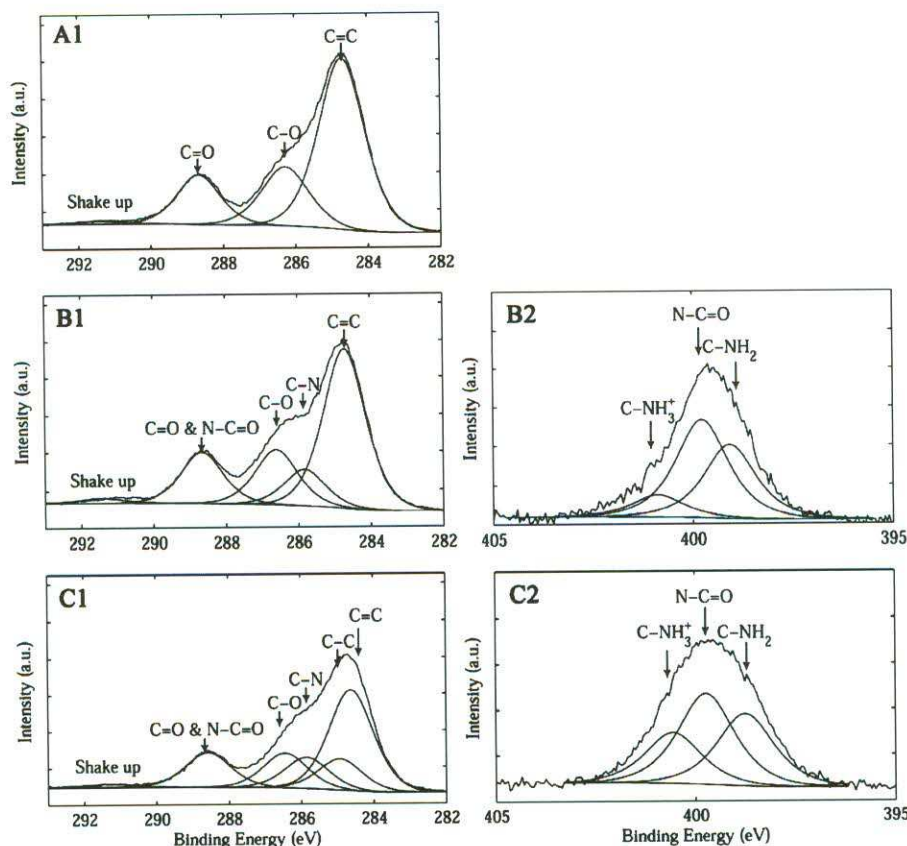 A1
C=C
C–O
C=O
Shake up
Intensity (a.u.)
292 290 288 286 284 282
B1
C=C
C–N
C–O
C=O & N–C=O
Shake up
Intensity (a.u.)
292 290 288 286 284 282
B2
N–C=O
C–NH₂
C–NH₃⁺
Intensity (a.u.)
405 400 395
C1
C=C
C–C
C–N
C–O
C=O & N–C=O
Shake up
Intensity (a.u.)
292 290 288 286 284 282
Binding Energy (eV)
C2
N–C=O
C–NH₃⁺ C–NH₂
Intensity (a.u.)
405 400 395
Binding Energy (eV)